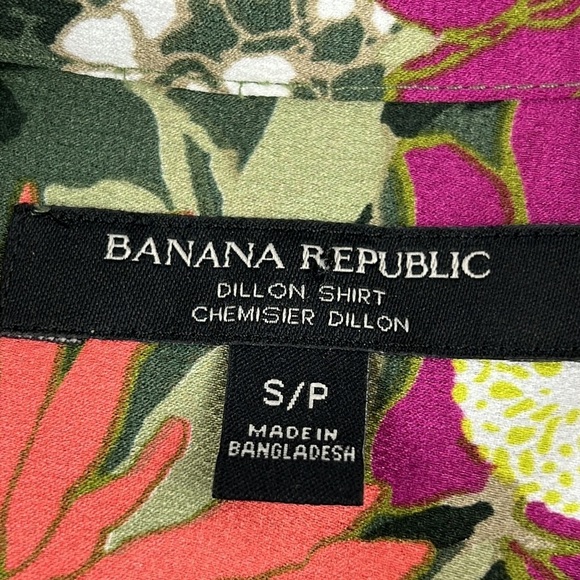 BANANA REPUBLIC
DILLON SHIRT
CHEMISIER DILLON
S/P
MADE IN
BANGLADESH